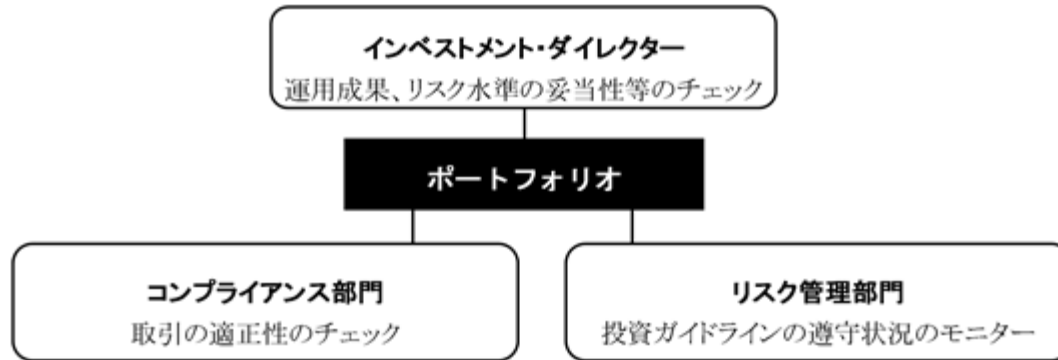 インベストメント・ダイレクター
運用成果、リスク水準の妥当性等のチェック
ポートフォリオ
コンプライアンス部門
取引の適正性のチェック
リスク管理部門
投資ガイドラインの遵守状況のモニター